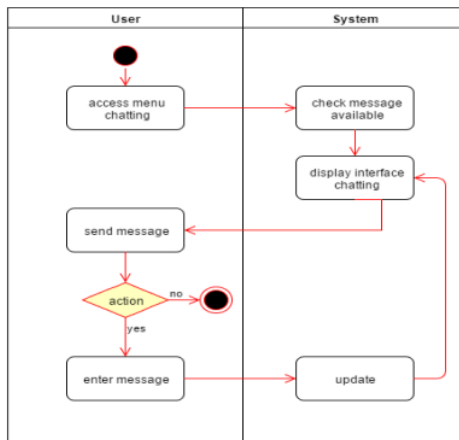 User
System
access menu
chatting
check message
available
display interface
chatting
send message
action
no
yes
enter message
update